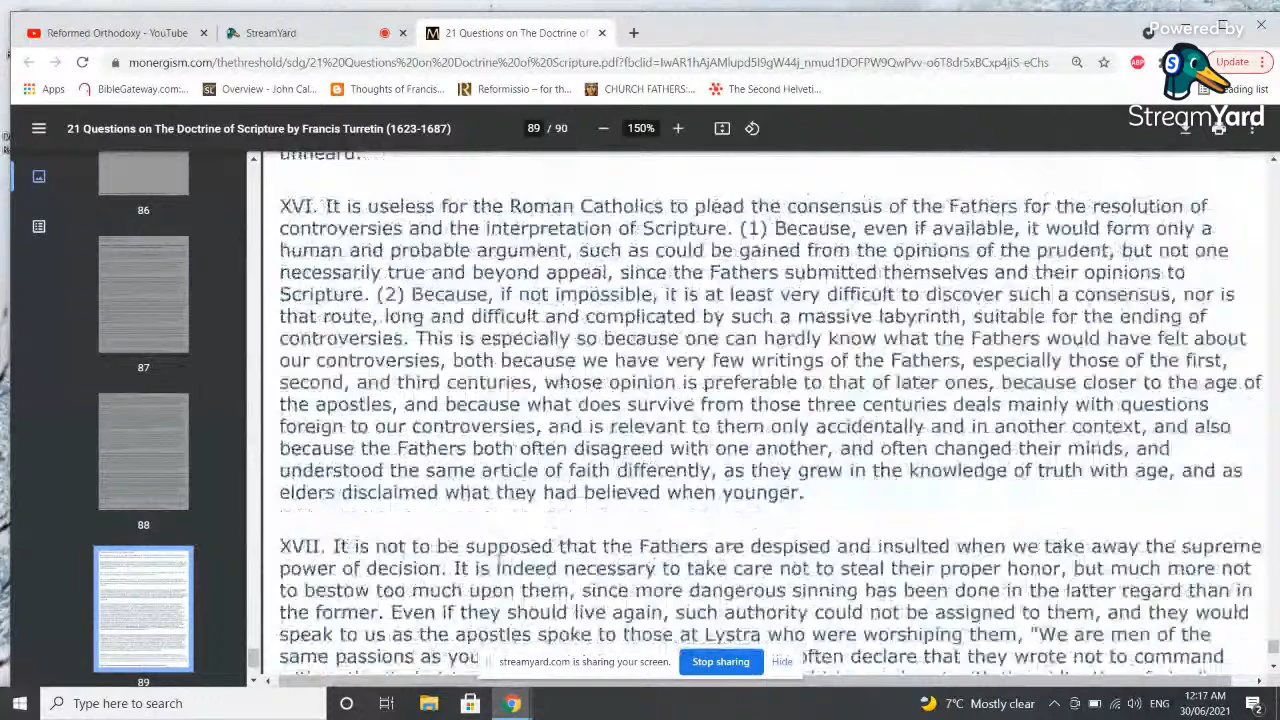 Powered by
StreamYard
Reformed Orthodoxy - YouTube
StreamYard
21 Questions on The Doctrine of
Update
Apps
BibleGateway.com:
Overview - John Cal...
Thoughts of Francis...
Reformisée – for th...
CHURCH FATHERS:...
The Second Helveti...
21 Questions on The Doctrine of Scripture by Francis Turretin (1623-1687)
89 / 90
150%
86
87
88
89
unheard.
XVI. It is useless for the Roman Catholics to plead the consensus of the Fathers for the resolution of
controversies and the interpretation of Scripture. (1) Because, even if available, it would form only a
human and probable argument, such as could be gained from the opinions of the prudent, but not one
necessarily true and beyond appeal, since the Fathers submitted themselves and their opinions to
Scripture. (2) Because, if not impossible, it is at least very difficult to discover such a consensus, nor is
that route, long and difficult and complicated by such a massive labyrinth, suitable for the ending of
controversies. This is especially so because one can hardly know what the Fathers would have felt about
our controversies, both because we have very few writings of the Fathers, especially those of the first,
second, and third centuries, whose opinion is preferable to that of later ones, because closer to the age of
the apostles, and because what does survive from those three centuries deals mainly with questions
foreign to our controversies, and is relevant to them only accidentally and in another context, and also
because the Fathers both often disagreed with one another, and often changed their minds, and
understood the same article of faith differently, as they grew in the knowledge of truth with age, and as
elders disclaimed what they had believed when younger.
XVII. It is not to be supposed that the Fathers are despised and insulted when we take away the supreme
power of decision. It is indeed necessary to take care not to steal their proper honor, but much more not
to bestow too much upon them, since more dangerous sinning has been done in the latter regard than in
the former. Even if they should live again, such authority could not be assigned to them, and they would
speak to us as the apostles spoke to those at Lystra who were worshiping them, "We are men of the
same passions as you
often declare that they wrote not to command
streamyard.com is sharing your screen.
Stop sharing
Hide
Type here to search
7°C Mostly clear
ENG
12:17 AM
30/06/2021
2